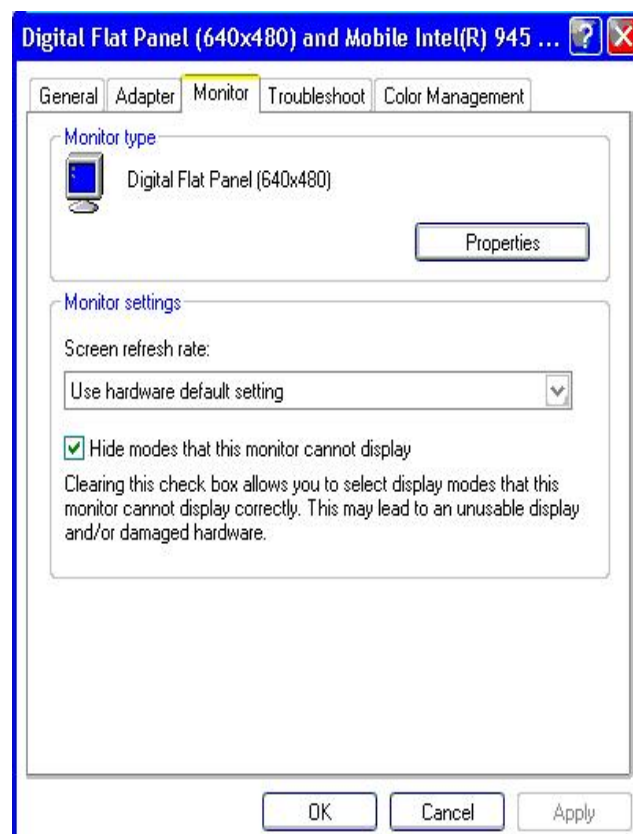 Digital Flat Panel (640x480) and Mobile Intel(R) 945 ...
General Adapter Monitor Troubleshoot Color Management
Monitor type
Digital Flat Panel (640x480)
Properties
Monitor settings
Screen refresh rate:
Use hardware default setting
Hide modes that this monitor cannot display
Clearing this check box allows you to select display modes that this
monitor cannot display correctly. This may lead to an unusable display
and/or damaged hardware.
OK Cancel Apply